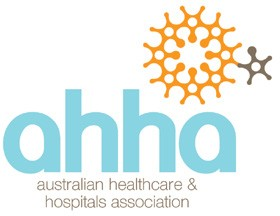 ahha
australian healthcare &
hospitals association